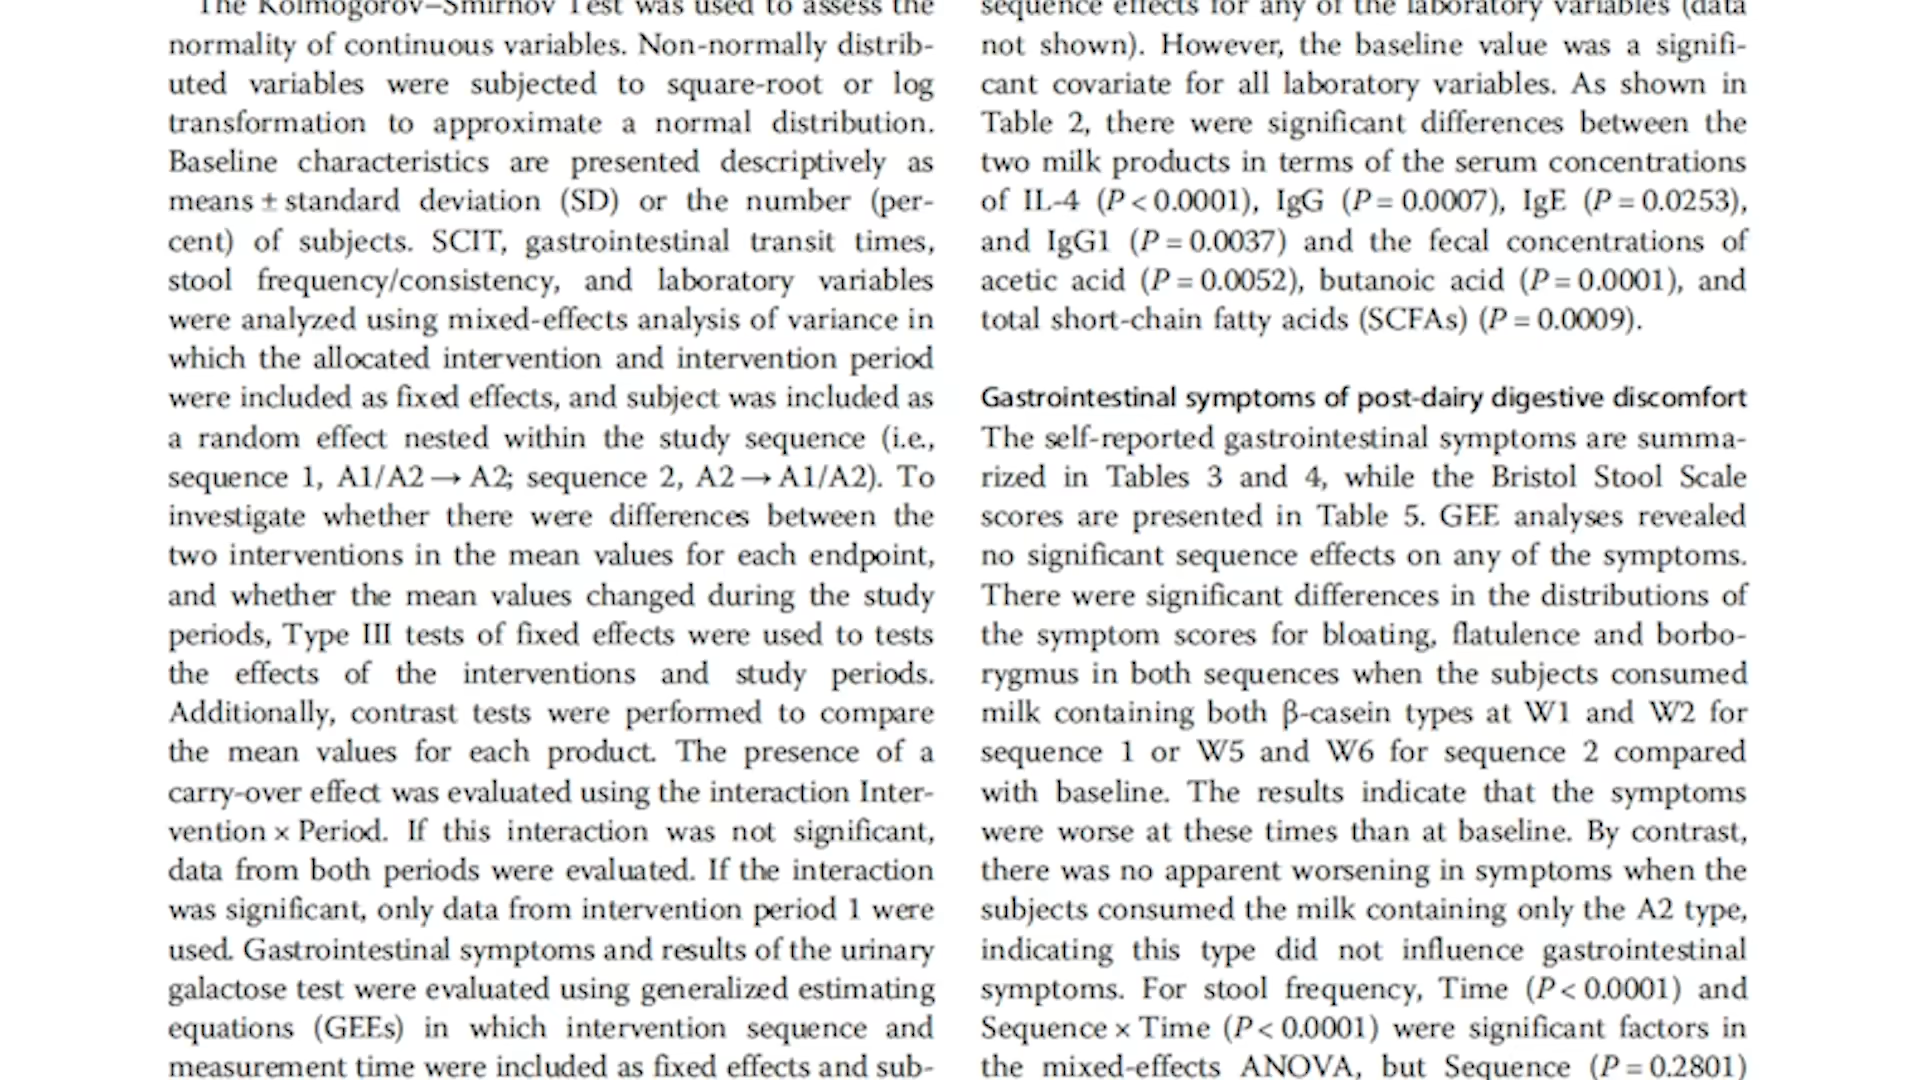 The Kolmogorov–Smirnov Test was used to assess the
normality of continuous variables. Non-normally distrib-
uted variables were subjected to square-root or log
transformation to approximate a normal distribution.
Baseline characteristics are presented descriptively as
means ± standard deviation (SD) or the number (per-
cent) of subjects. SCIT, gastrointestinal transit times,
stool frequency/consistency, and laboratory variables
were analyzed using mixed-effects analysis of variance in
which the allocated intervention and intervention period
were included as fixed effects, and subject was included as
a random effect nested within the study sequence (i.e.,
sequence 1, A1/A2 → A2; sequence 2, A2 → A1/A2). To
investigate whether there were differences between the
two interventions in the mean values for each endpoint,
and whether the mean values changed during the study
periods, Type III tests of fixed effects were used to tests
the effects of the interventions and study periods.
Additionally, contrast tests were performed to compare
the mean values for each product. The presence of a
carry-over effect was evaluated using the interaction Inter-
vention × Period. If this interaction was not significant,
data from both periods were evaluated. If the interaction
was significant, only data from intervention period 1 were
used. Gastrointestinal symptoms and results of the urinary
galactose test were evaluated using generalized estimating
equations (GEEs) in which intervention sequence and
measurement time were included as fixed effects and sub-
sequence effects for any of the laboratory variables (data
not shown). However, the baseline value was a signifi-
cant covariate for all laboratory variables. As shown in
Table 2, there were significant differences between the
two milk products in terms of the serum concentrations
of IL-4 (P < 0.0001), IgG (P = 0.0007), IgE (P = 0.0253),
and IgG1 (P = 0.0037) and the fecal concentrations of
acetic acid (P = 0.0052), butanoic acid (P = 0.0001), and
total short-chain fatty acids (SCFAs) (P = 0.0009).
Gastrointestinal symptoms of post-dairy digestive discomfort
The self-reported gastrointestinal symptoms are summa-
rized in Tables 3 and 4, while the Bristol Stool Scale
scores are presented in Table 5. GEE analyses revealed
no significant sequence effects on any of the symptoms.
There were significant differences in the distributions of
the symptom scores for bloating, flatulence and borbo-
rygmus in both sequences when the subjects consumed
milk containing both β-casein types at W1 and W2 for
sequence 1 or W5 and W6 for sequence 2 compared
with baseline. The results indicate that the symptoms
were worse at these times than at baseline. By contrast,
there was no apparent worsening in symptoms when the
subjects consumed the milk containing only the A2 type,
indicating this type did not influence gastrointestinal
symptoms. For stool frequency, Time (P < 0.0001) and
Sequence × Time (P < 0.0001) were significant factors in
the mixed-effects ANOVA, but Sequence (P = 0.2801)